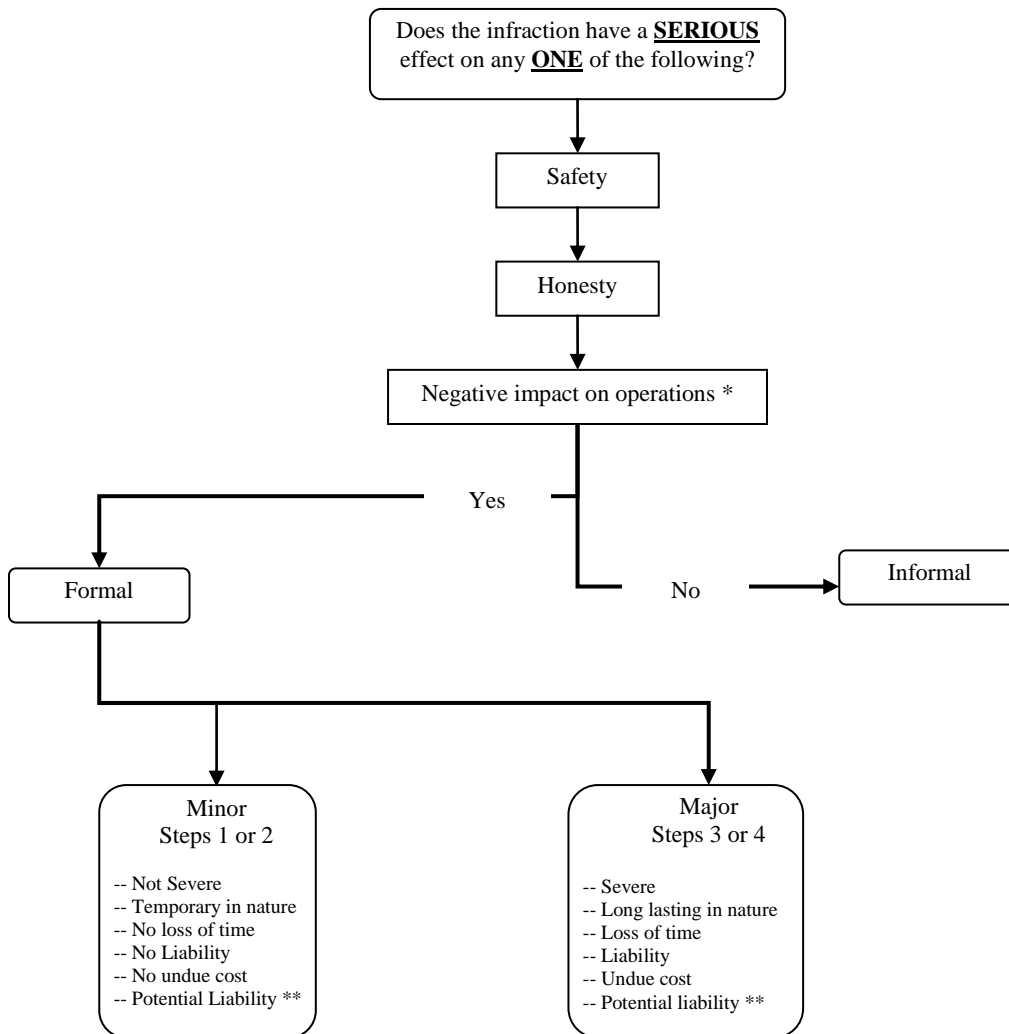 Does the infraction have a SERIOUS
effect on any ONE of the following?
Safety
Honesty
Negative impact on operations *
Yes
Formal
No
Informal
Minor
Steps 1 or 2
-- Not Severe
-- Temporary in nature
-- No loss of time
-- No Liability
-- No undue cost
-- Potential Liability **
Major
Steps 3 or 4
-- Severe
-- Long lasting in nature
-- Loss of time
-- Liability
-- Undue cost
-- Potential liability **